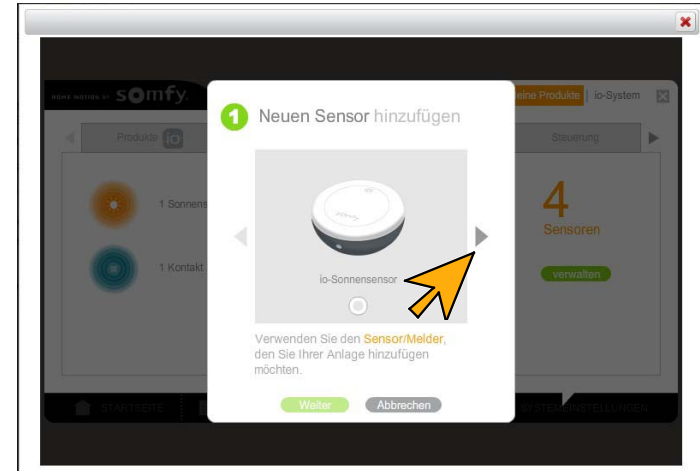 HOME MOTION BY somfy.
eine Produkte | io-System
1 Neuen Sensor hinzufügen
Produkte io
Steuerung
1 Sonnens
4
Sensoren
somfy
1 Kontakt
verwalten
io-Sonnensensor
Verwenden Sie den Sensor/Melder,
den Sie Ihrer Anlage hinzufügen
möchten.
Weiter
Abbrechen
STARTSEITE
SYSTEMEINSTELLUNGEN